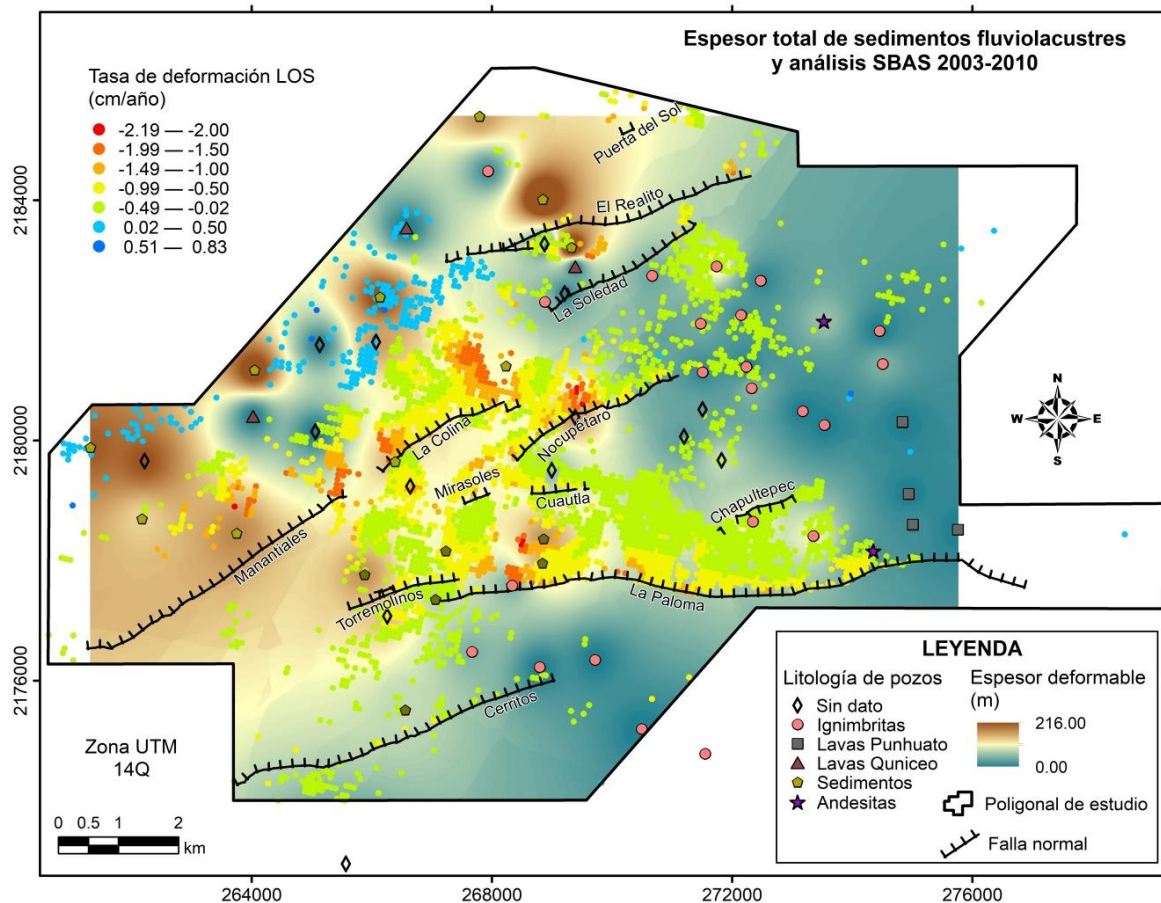 Espesor total de sedimentos fluviolacustres
y análisis SBAS 2003-2010
Tasa de deformación LOS
(cm/año)
-2.19 — -2.00
-1.99 — -1.50
-1.49 — -1.00
-0.99 — -0.50
-0.49 — -0.02
0.02 — 0.50
0.51 — 0.83
Puerta del Sol
El Realito
La Soledad
La Colina
Nocupétaro
Mirasoles
Cuautla
Chapultepec
Manantiales
Torremolinos
La Paloma
Cerritos
N
W E
S
2184000
2180000
2176000
Zona UTM
14Q
0 0.5 1 2
km
LEYENDA
Litología de pozos
Sin dato
Ignimbritas
Lavas Punhuato
Lavas Quniceo
Sedimentos
Andesitas
Espesor deformable
(m)
216.00
0.00
Poligonal de estudio
Falla normal
264000 268000 272000 276000